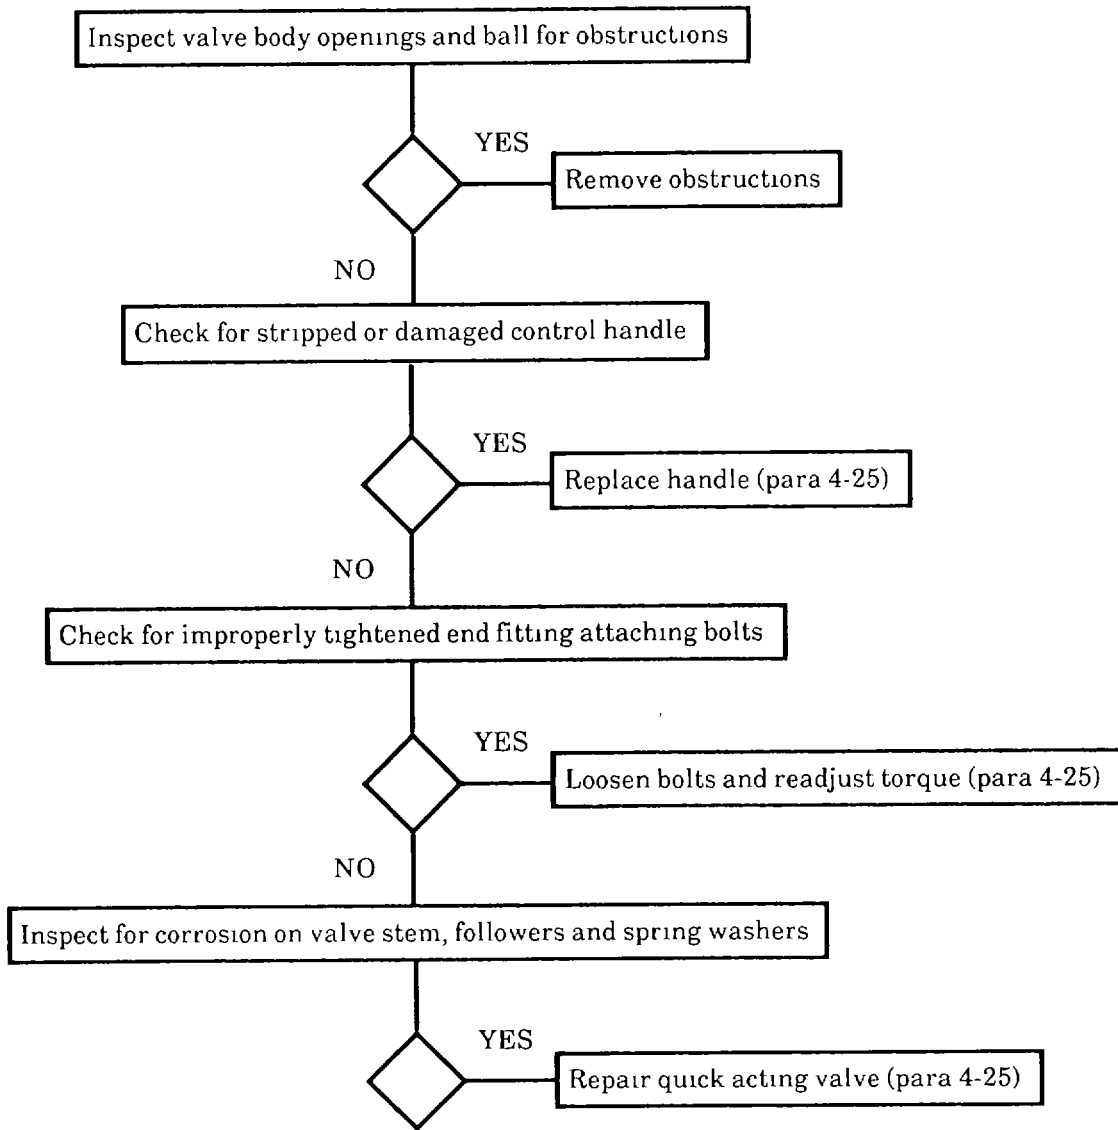 Inspect valve body openings and ball for obstructions
YES
Remove obstructions
NO
Check for stripped or damaged control handle
YES
Replace handle (para 4-25)
NO
Check for improperly tightened end fitting attaching bolts
YES
Loosen bolts and readjust torque (para 4-25)
NO
Inspect for corrosion on valve stem, followers and spring washers
YES
Repair quick acting valve (para 4-25)